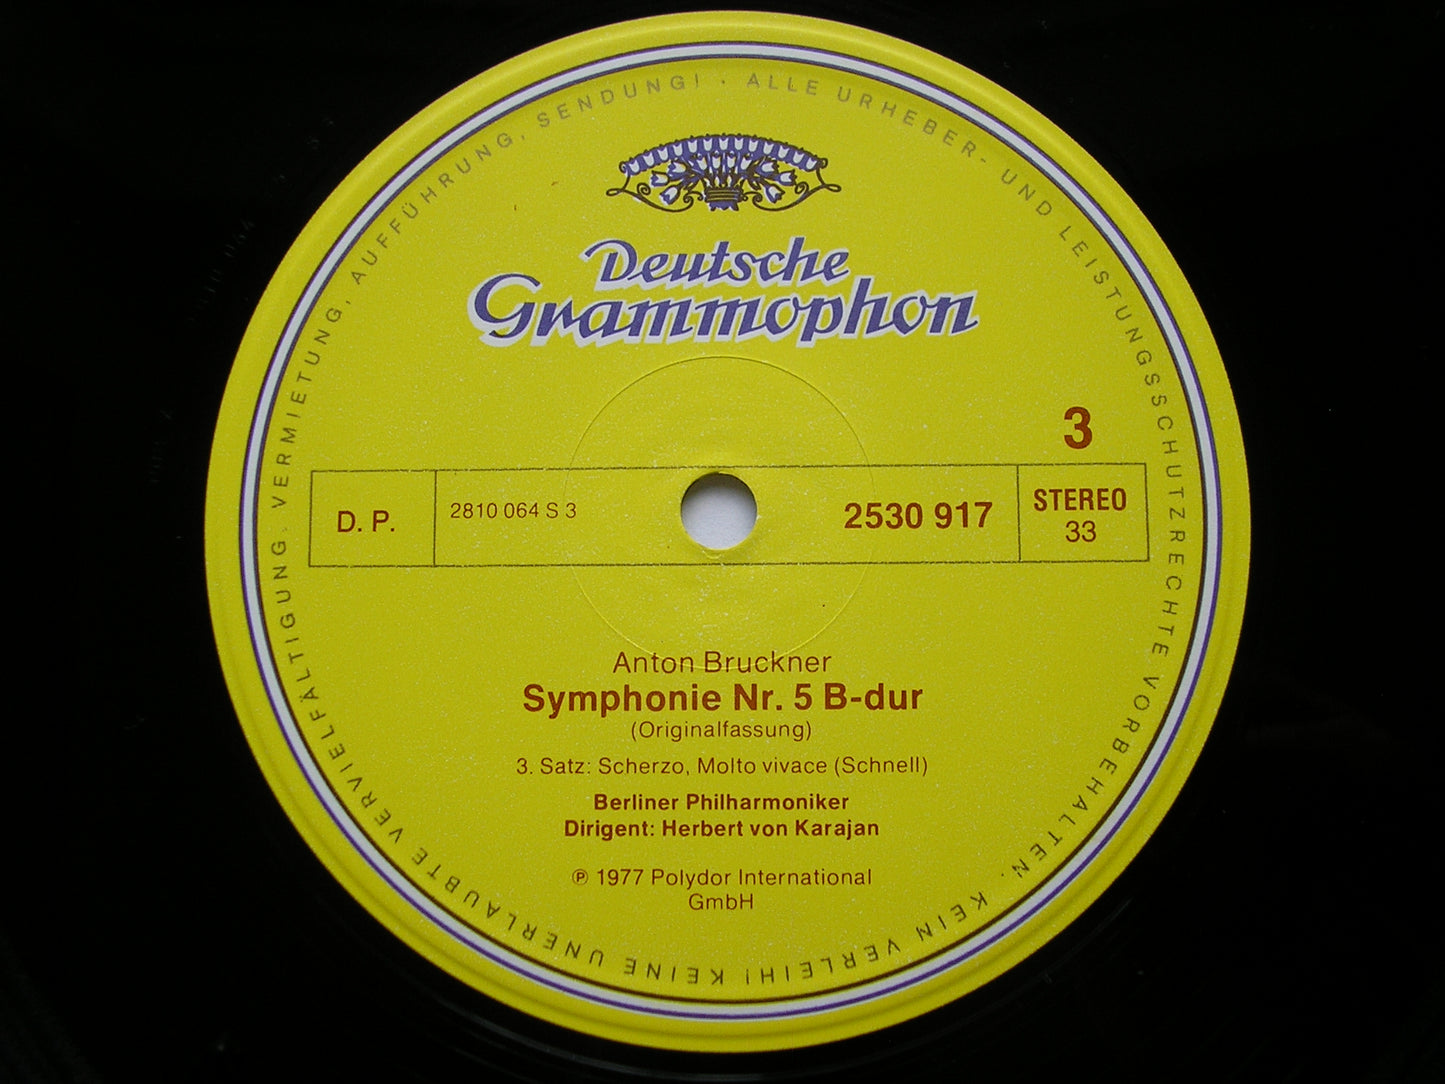 ALLE URHEBER- UND LEISTUNGSSCHUTZRECHTE VORBEHALTEN. KEIN VERLEIH! KEINE UNERLAUBTE VERVIELFÄLTIGUNG, VERMIETUNG, AUFFÜHRUNG, SENDUNG! ·
Deutsche
Grammophon
3
D. P.
2810 064 S 3
2530 917
STEREO
33
Anton Bruckner
Symphonie Nr. 5 B-dur
(Originalfassung)
3. Satz: Scherzo, Molto vivace (Schnell)
Berliner Philharmoniker
Dirigent: Herbert von Karajan
℗ 1977 Polydor International
GmbH